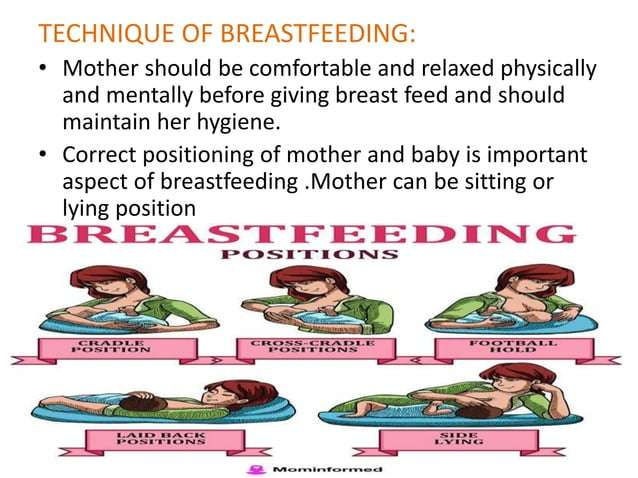 TECHNIQUE OF BREASTFEEDING:
• Mother should be comfortable and relaxed physically
and mentally before giving breast feed and should
maintain her hygiene.
• Correct positioning of mother and baby is important
aspect of breastfeeding .Mother can be sitting or
lying position
BREASTFEEDING
POSITIONS
CRADLE
POSITION
CROSS-CRADLE
POSITIONS
FOOTBALL
HOLD
LAID BACK
POSITIONS
SIDE
LYING
Mominformed